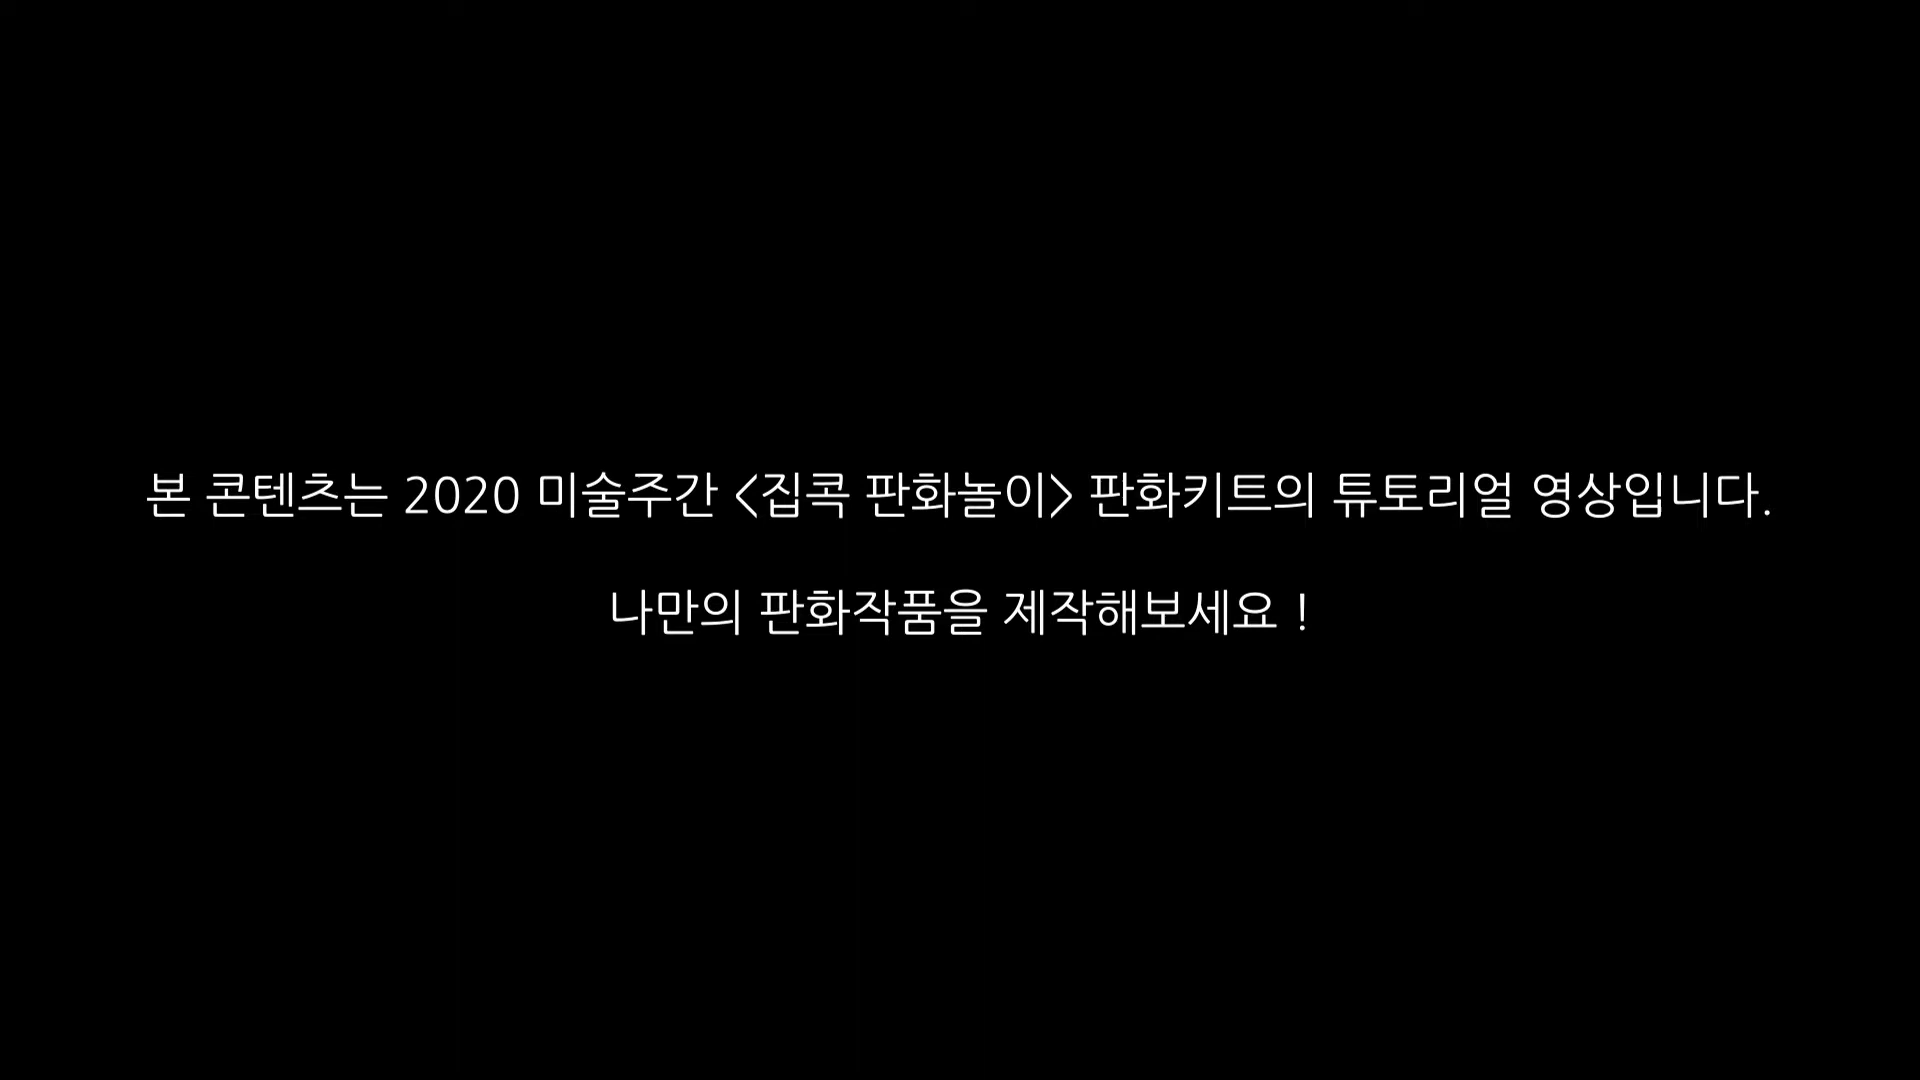 본 콘텐츠는 2020 미술주간 <집콕 판화놀이> 판화키트의 튜토리얼 영상입니다.
나만의 판화작품을 제작해보세요 !